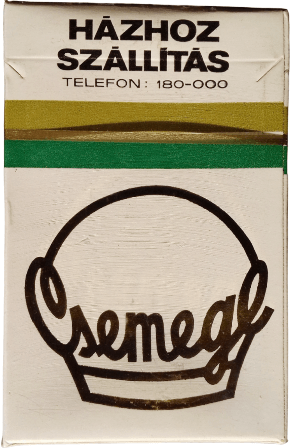 HÁZHOZ
SZÁLLÍTÁS
TELEFON: 180-000
Csemege